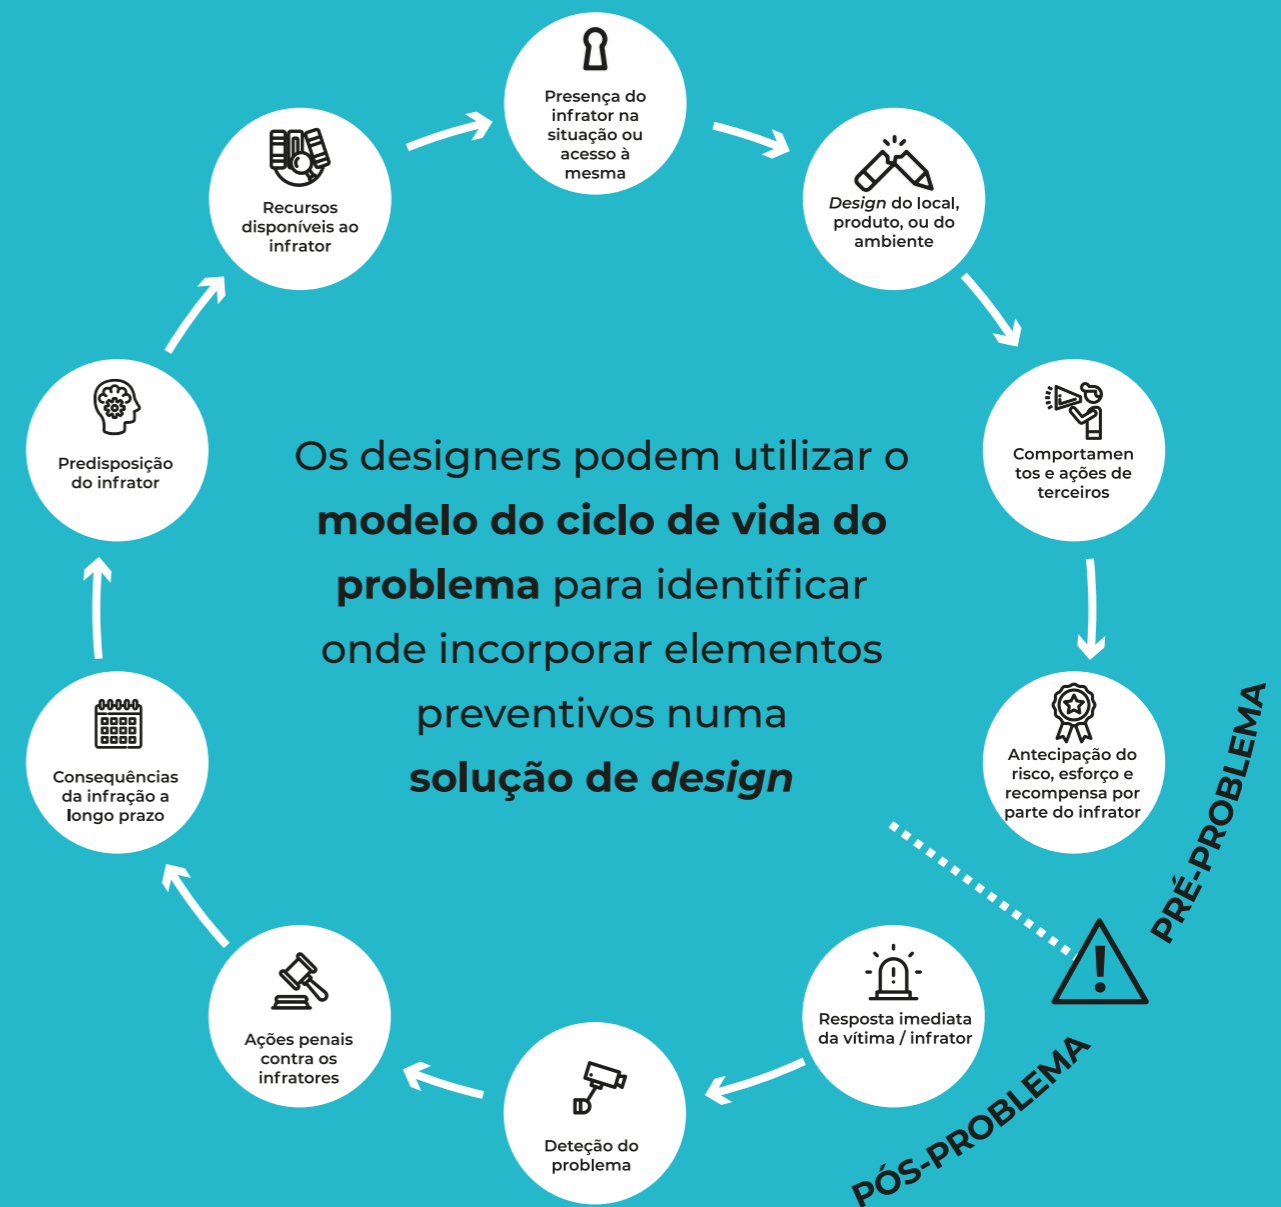 Presença do
infrator na
situação ou
acesso à
mesma
Design do local,
produto, ou do
ambiente
Comportamen
tos e ações de
terceiros
Antecipação do
risco, esforço e
recompensa por
parte do infrator
PRÉ-PROBLEMA
!
PÓS-PROBLEMA
Resposta imediata
da vítima / infrator
Deteção do
problema
Ações penais
contra os
infratores
Consequências
da infração a
longo prazo
Predisposição
do infrator
Recursos
disponíveis ao
infrator
Os designers podem utilizar o
modelo do ciclo de vida do
problema para identificar
onde incorporar elementos
preventivos numa
solução de design